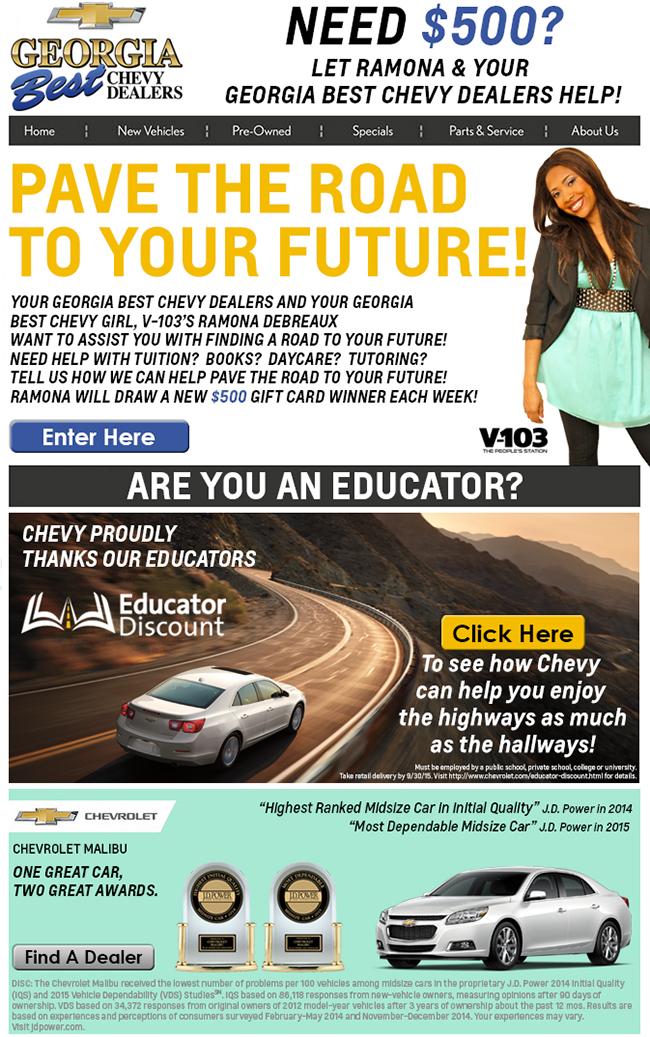 GEORGIA
Best CHEVY
DEALERS
NEED $500?
LET RAMONA & YOUR
GEORGIA BEST CHEVY DEALERS HELP!
Home ¦ New Vehicles ¦ Pre-Owned ¦ Specials ¦ Parts & Service ¦ About Us
PAVE THE ROAD
TO YOUR FUTURE!
YOUR GEORGIA BEST CHEVY DEALERS AND YOUR GEORGIA
BEST CHEVY GIRL, V-103'S RAMONA DEBREAUX
WANT TO ASSIST YOU WITH FINDING A ROAD TO YOUR FUTURE!
NEED HELP WITH TUITION? BOOKS? DAYCARE? TUTORING?
TELL US HOW WE CAN HELP PAVE THE ROAD TO YOUR FUTURE!
RAMONA WILL DRAW A NEW $500 GIFT CARD WINNER EACH WEEK!
Enter Here
V-103
THE PEOPLE'S STATION
ARE YOU AN EDUCATOR?
CHEVY PROUDLY
THANKS OUR EDUCATORS
Educator
Discount
Click Here
To see how Chevy
can help you enjoy
the highways as much
as the hallways!
Must be employed by a public school, private school, college or university.
Take retail delivery by 9/30/15. Visit http://www.chevrolet.com/educator-discount.html for details.
CHEVROLET
"Highest Ranked Midsize Car in Initial Quality" J.D. Power in 2014
"Most Dependable Midsize Car" J.D. Power in 2015
CHEVROLET MALIBU
ONE GREAT CAR,
TWO GREAT AWARDS.
J.D. POWER
J.D. POWER
Find A Dealer
DISC: The Chevrolet Malibu received the lowest number of problems per 100 vehicles among midsize cars in the proprietary J.D. Power 2014 Initial Quality
(IQS) and 2015 Vehicle Dependability (VDS) Studies℠. IQS based on 86,118 responses from new-vehicle owners, measuring opinions after 90 days of
ownership. VDS based on 34,372 responses from original owners of 2012 model-year vehicles after 3 years of ownership about the past 12 mos. Results are
based on experiences and perceptions of consumers surveyed February-May 2014 and November-December 2014. Your experiences may vary.
Visit jdpower.com.